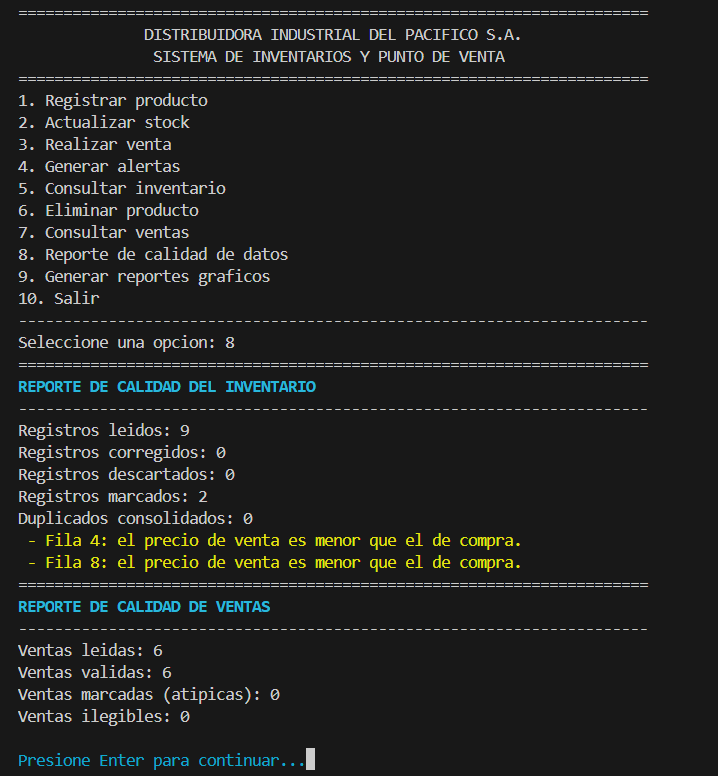 ======================================================================
DISTRIBUIDORA INDUSTRIAL DEL PACIFICO S.A.
SISTEMA DE INVENTARIOS Y PUNTO DE VENTA
======================================================================
1. Registrar producto
2. Actualizar stock
3. Realizar venta
4. Generar alertas
5. Consultar inventario
6. Eliminar producto
7. Consultar ventas
8. Reporte de calidad de datos
9. Generar reportes graficos
10. Salir
----------------------------------------------------------------------
Seleccione una opcion: 8
======================================================================
REPORTE DE CALIDAD DEL INVENTARIO
----------------------------------------------------------------------
Registros leidos: 9
Registros corregidos: 0
Registros descartados: 0
Registros marcados: 2
Duplicados consolidados: 0
- Fila 4: el precio de venta es menor que el de compra.
- Fila 8: el precio de venta es menor que el de compra.
======================================================================
REPORTE DE CALIDAD DE VENTAS
----------------------------------------------------------------------
Ventas leidas: 6
Ventas validas: 6
Ventas marcadas (atipicas): 0
Ventas ilegibles: 0
Presione Enter para continuar...